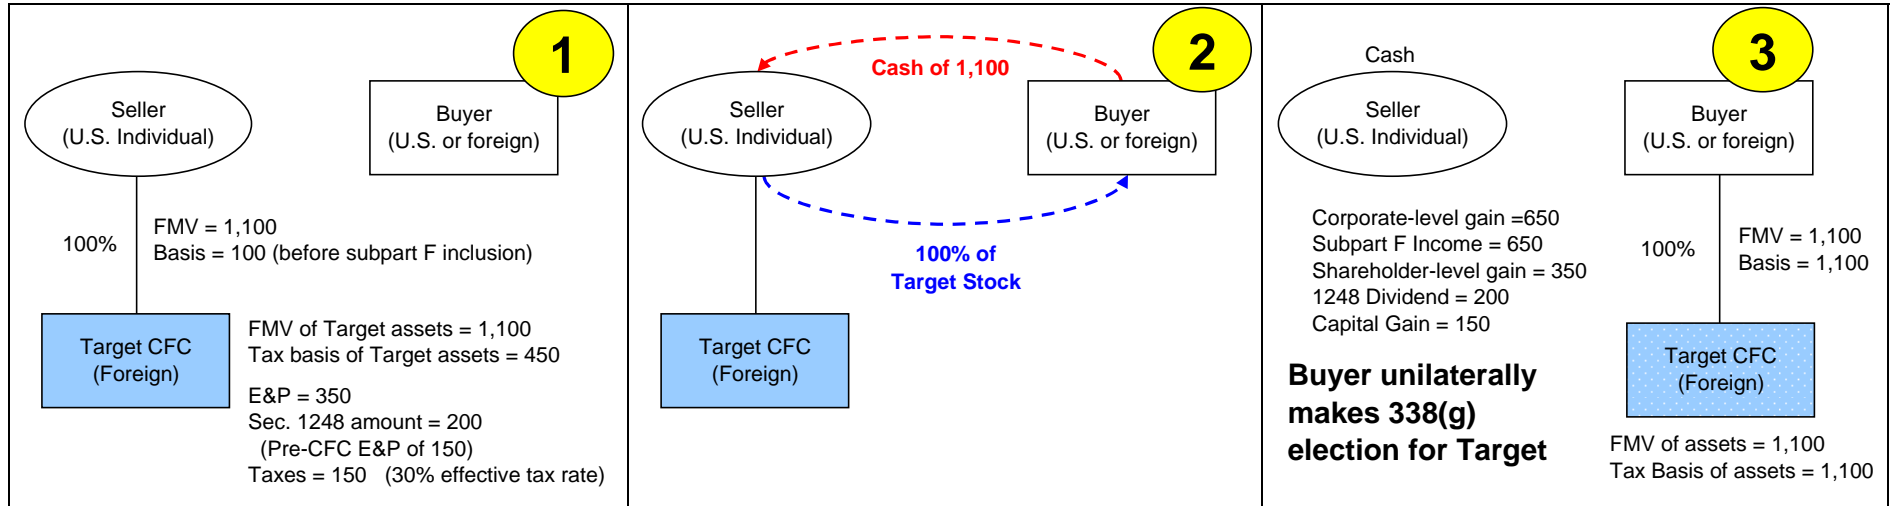 1
Seller
(U.S. Individual)
Buyer
(U.S. or foreign)
100%
FMV = 1,100
Basis = 100 (before subpart F inclusion)
Target CFC
(Foreign)
FMV of Target assets = 1,100
Tax basis of Target assets = 450
E&P = 350
Sec. 1248 amount = 200
(Pre-CFC E&P of 150)
Taxes = 150 (30% effective tax rate)
2
Cash of 1,100
Seller
(U.S. Individual)
Buyer
(U.S. or foreign)
100% of
Target Stock
Target CFC
(Foreign)
3
Cash
Seller
(U.S. Individual)
Buyer
(U.S. or foreign)
Corporate-level gain =650
Subpart F Income = 650
Shareholder-level gain = 350
1248 Dividend = 200
Capital Gain = 150
100%
FMV = 1,100
Basis = 1,100
Buyer unilaterally
makes 338(g)
election for Target
Target CFC
(Foreign)
FMV of assets = 1,100
Tax Basis of assets = 1,100